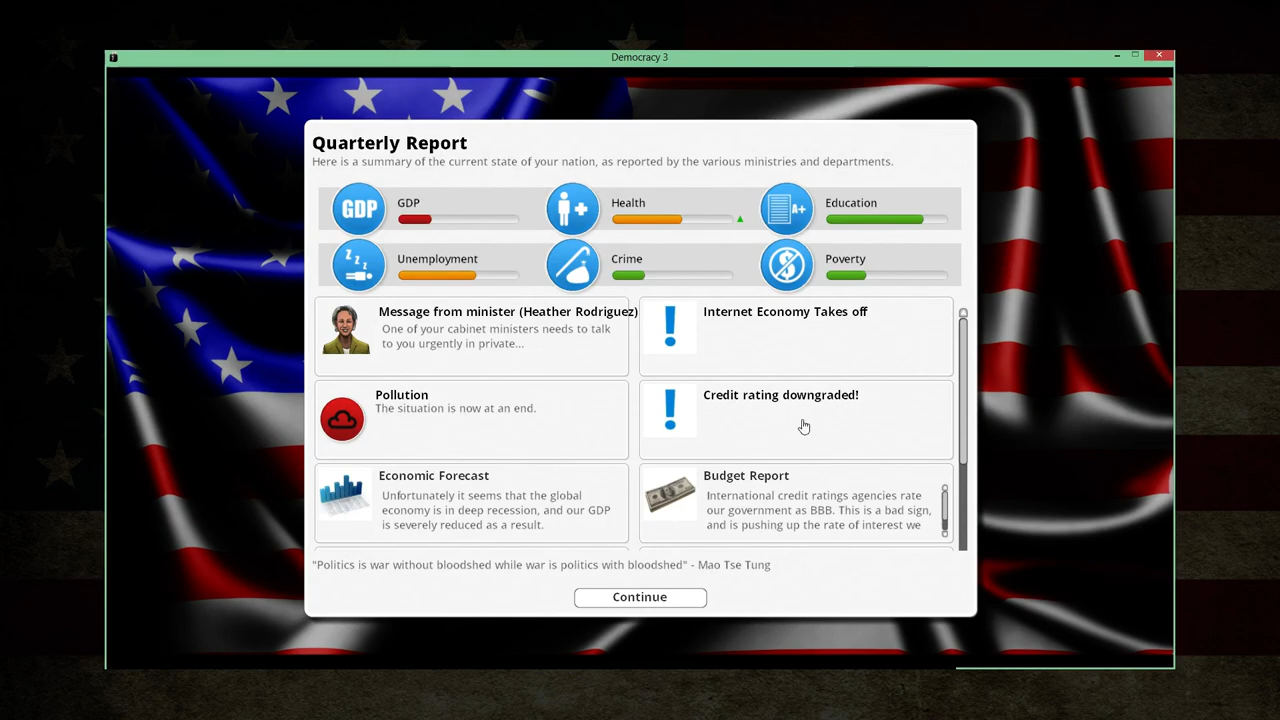 Democracy 3
Quarterly Report
Here is a summary of the current state of your nation, as reported by the various ministries and departments.
GDP
GDP
Health
A+
Education
Z Z Z
Unemployment
Crime
Poverty
Message from minister (Heather Rodriguez)
One of your cabinet ministers needs to talk
to you urgently in private...
Internet Economy Takes off
Pollution
The situation is now at an end.
Credit rating downgraded!
Economic Forecast
Unfortunately it seems that the global
economy is in deep recession, and our GDP
is severely reduced as a result.
Budget Report
International credit ratings agencies rate
our government as BBB. This is a bad sign,
and is pushing up the rate of interest we
"Politics is war without bloodshed while war is politics with bloodshed" - Mao Tse Tung
Continue